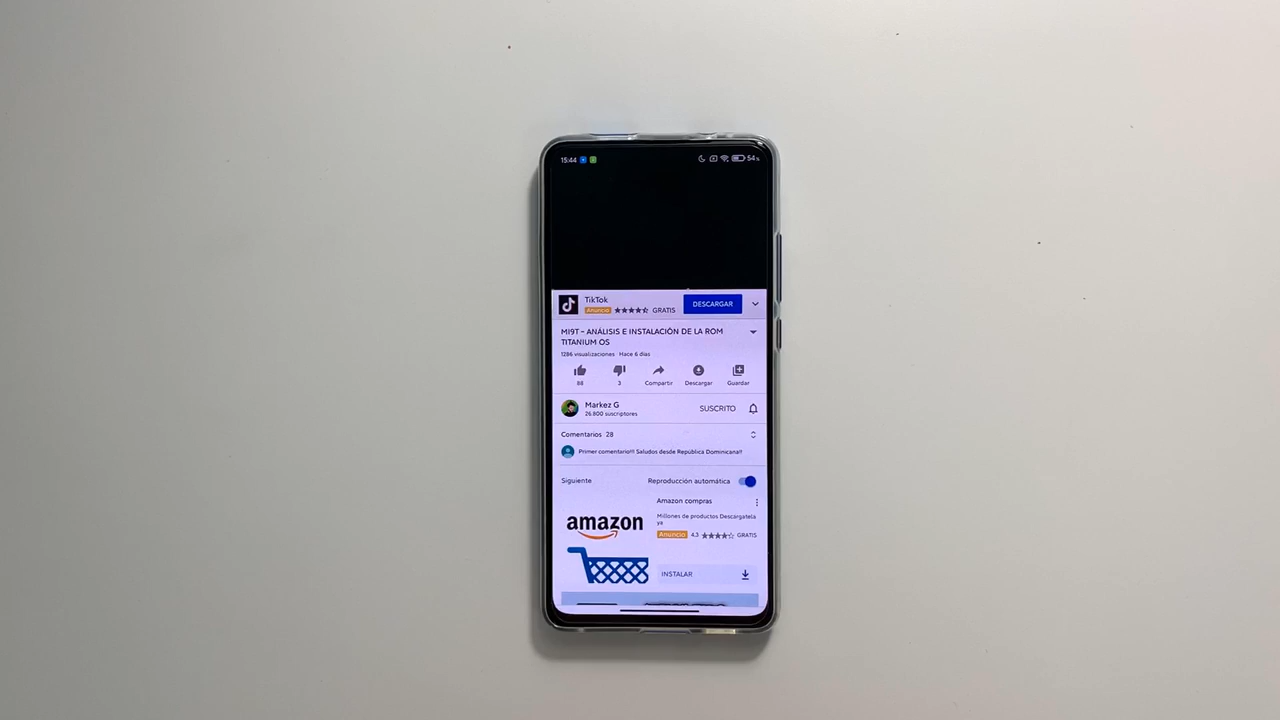 15:44 54%
TikTok
Anuncio GRATIS
DESCARGAR
MI9T - ANÁLISIS E INSTALACIÓN DE LA ROM
TITANIUM OS
1286 visualizaciones Hace 6 días
88 3 Compartir Descargar Guardar
Markez G
26.800 suscriptores
SUSCRITO
Comentarios 28
Primer comentario!!! Saludos desde República Dominicana!!
Siguiente Reproducción automática
Amazon compras
Millones de productos Descargatela
ya
Anuncio 4.3 GRATIS
amazon
INSTALAR